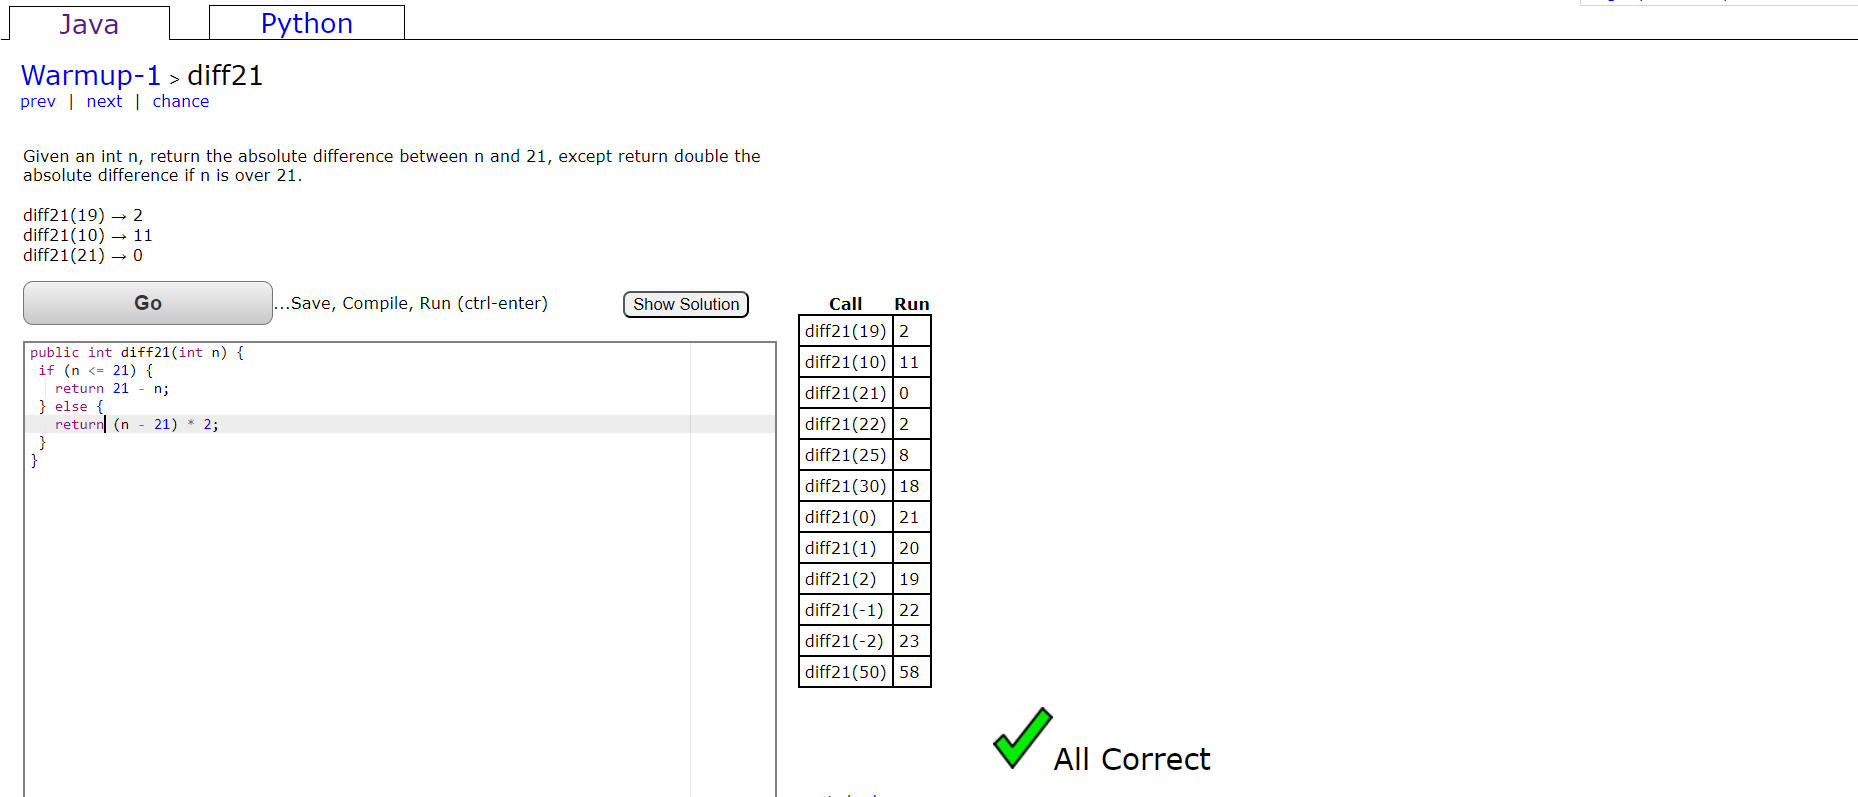 Java
Python
Warmup-1 > diff21
prev | next | chance
Given an int n, return the absolute difference between n and 21, except return double the
absolute difference if n is over 21.
diff21(19) → 2
diff21(10) → 11
diff21(21) → 0
Go
...Save, Compile, Run (ctrl-enter)
Show Solution
public int diff21(int n) {
if (n <= 21) {
return 21 - n;
} else {
return (n - 21) * 2;
}
}
Call Run
diff21(19) 2
diff21(10) 11
diff21(21) 0
diff21(22) 2
diff21(25) 8
diff21(30) 18
diff21(0) 21
diff21(1) 20
diff21(2) 19
diff21(-1) 22
diff21(-2) 23
diff21(50) 58
All Correct